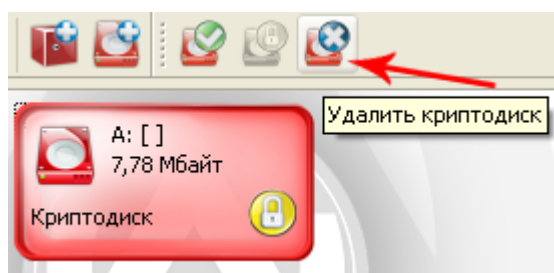 Удалить криптодиск
A: [ ]
7,78 Мбайт
Криптодиск